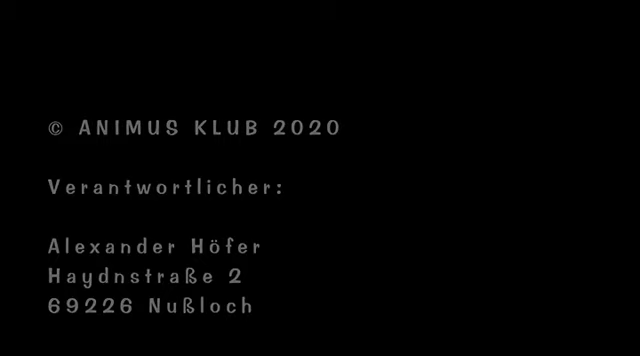 © ANIMUS KLUB 2020
Verantwortlicher:
Alexander Höfer
Haydnstraße 2
69226 Nußloch